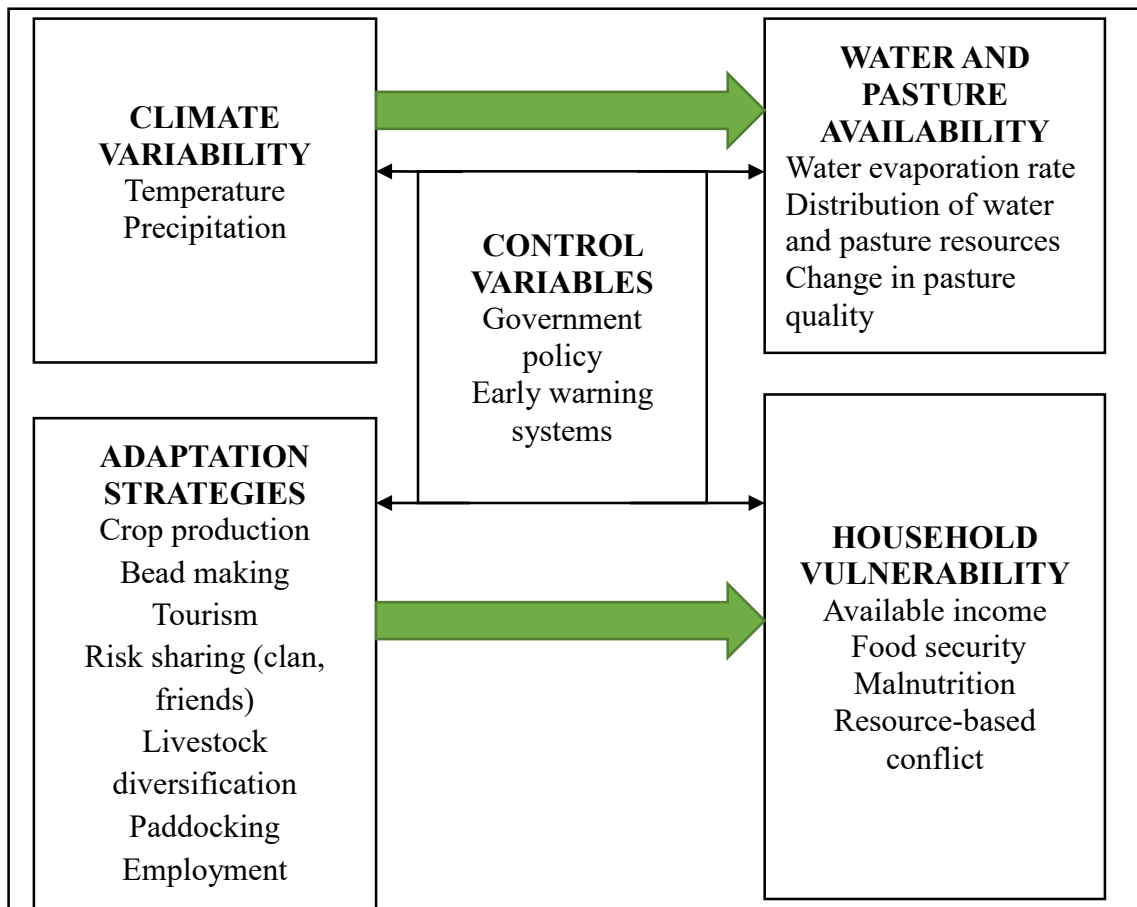 CLIMATE
VARIABILITY
Temperature
Precipitation
WATER AND
PASTURE
AVAILABILITY
Water evaporation rate
Distribution of water
and pasture resources
Change in pasture
quality
CONTROL
VARIABLES
Government
policy
Early warning
systems
ADAPTATION
STRATEGIES
Crop production
Bead making
Tourism
Risk sharing (clan,
friends)
Livestock
diversification
Paddocking
Employment
HOUSEHOLD
VULNERABILITY
Available income
Food security
Malnutrition
Resource-based
conflict